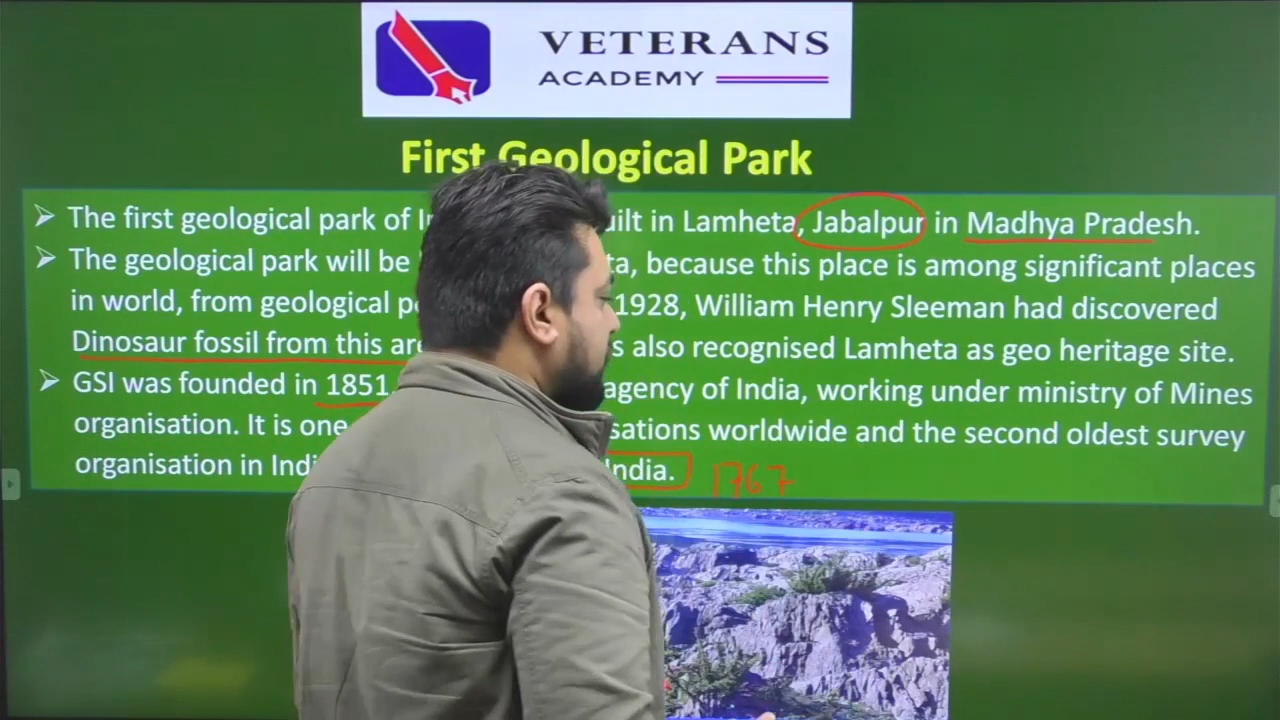 VETERANS
ACADEMY
First Geological Park
➢ The first geological park of uilt in Lamheta, Jabalpur in Madhya Pradesh.
➢ The geological park will be ta, because this place is among significant places
in world, from geological 1928, William Henry Sleeman had discovered
Dinosaur fossil from this also recognised Lamheta as geo heritage site.
➢ GSI was founded in 1851 agency of India, working under ministry of Mines
organisation. It is one sations worldwide and the second oldest survey
organisation in India. 1767